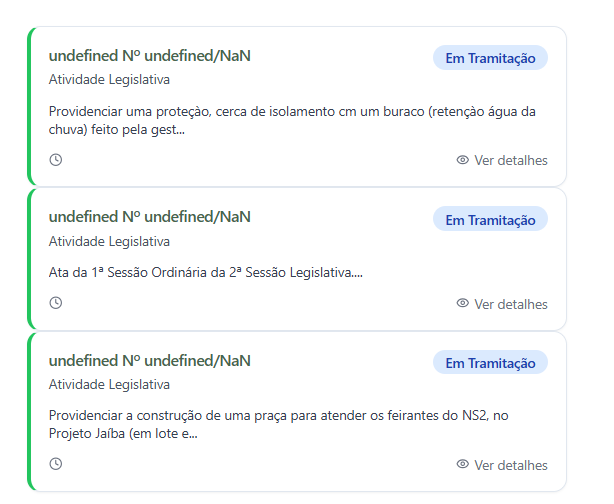 undefined Nº undefined/NaN
Em Tramitação
Atividade Legislativa
Providenciar uma proteçào, cerca de isolamento cm um buraco (retençào água da
chuva) feito pela gest...
Ver detalhes
undefined Nº undefined/NaN
Em Tramitação
Atividade Legislativa
Ata da 1ª Sessão Ordinária da 2ª Sessão Legislativa....
Ver detalhes
undefined Nº undefined/NaN
Em Tramitação
Atividade Legislativa
Providenciar a construção de uma praça para atender os feirantes do NS2, no
Projeto Jaíba (em lote e...
Ver detalhes